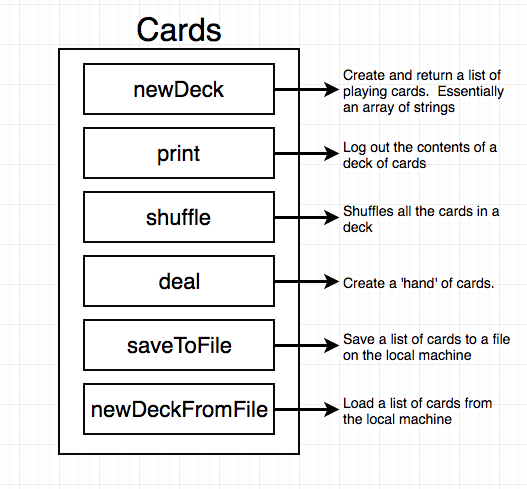 Cards
newDeck
Create and return a list of
playing cards.  Essentially
an array of strings
print
Log out the contents of a
deck of cards
shuffle
Shuffles all the cards in a
deck
deal
Create a 'hand' of cards.
saveToFile
Save a list of cards to a file
on the local machine
newDeckFromFile
Load a list of cards from
the local machine